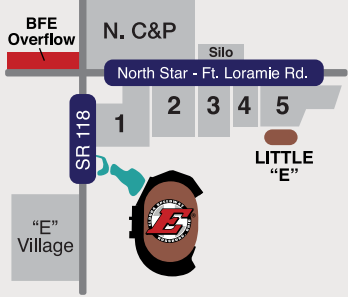 BFE
Overflow
N. C&P
Silo
North Star - Ft. Loramie Rd.
SR 118
1
2
3
4
5
LITTLE
“E”
E
“E”
Village